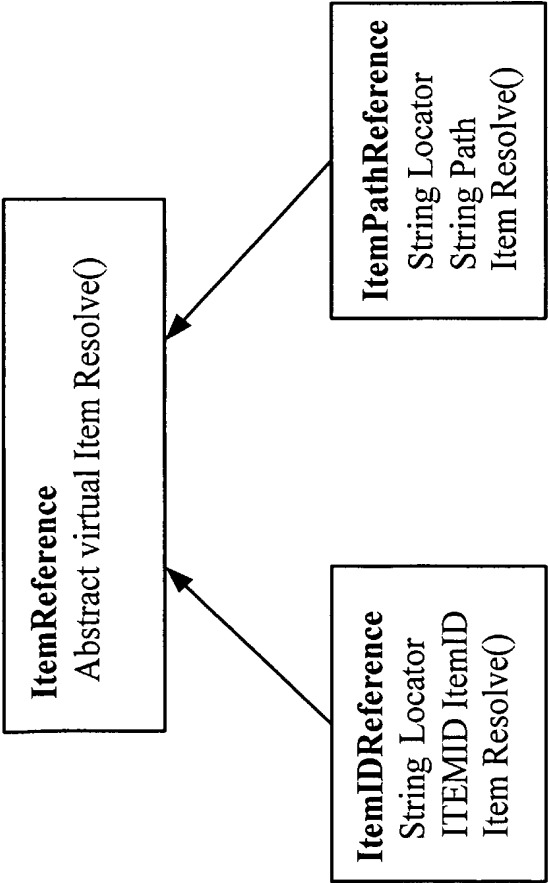 ItemReference
Abstract virtual Item Resolve()
ItemIDReference
String Locator
ITEMID ItemID
Item Resolve()
ItemPathReference
String Locator
String Path
Item Resolve()